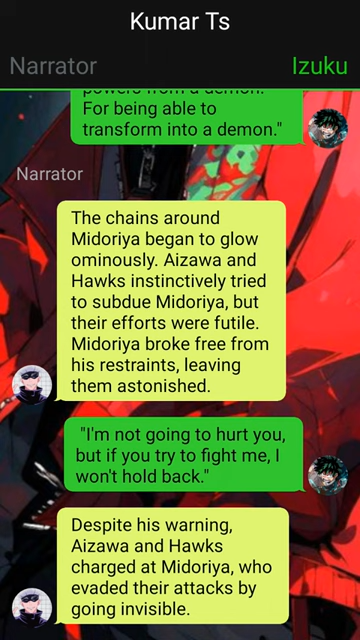 Kumar Ts
Narrator
Izuku
powers from a demon.
For being able to
transform into a demon."
Narrator
The chains around
Midoriya began to glow
ominously. Aizawa and
Hawks instinctively tried
to subdue Midoriya, but
their efforts were futile.
Midoriya broke free from
his restraints, leaving
them astonished.
"I'm not going to hurt you,
but if you try to fight me, I
won't hold back."
Despite his warning,
Aizawa and Hawks
charged at Midoriya, who
evaded their attacks by
going invisible.